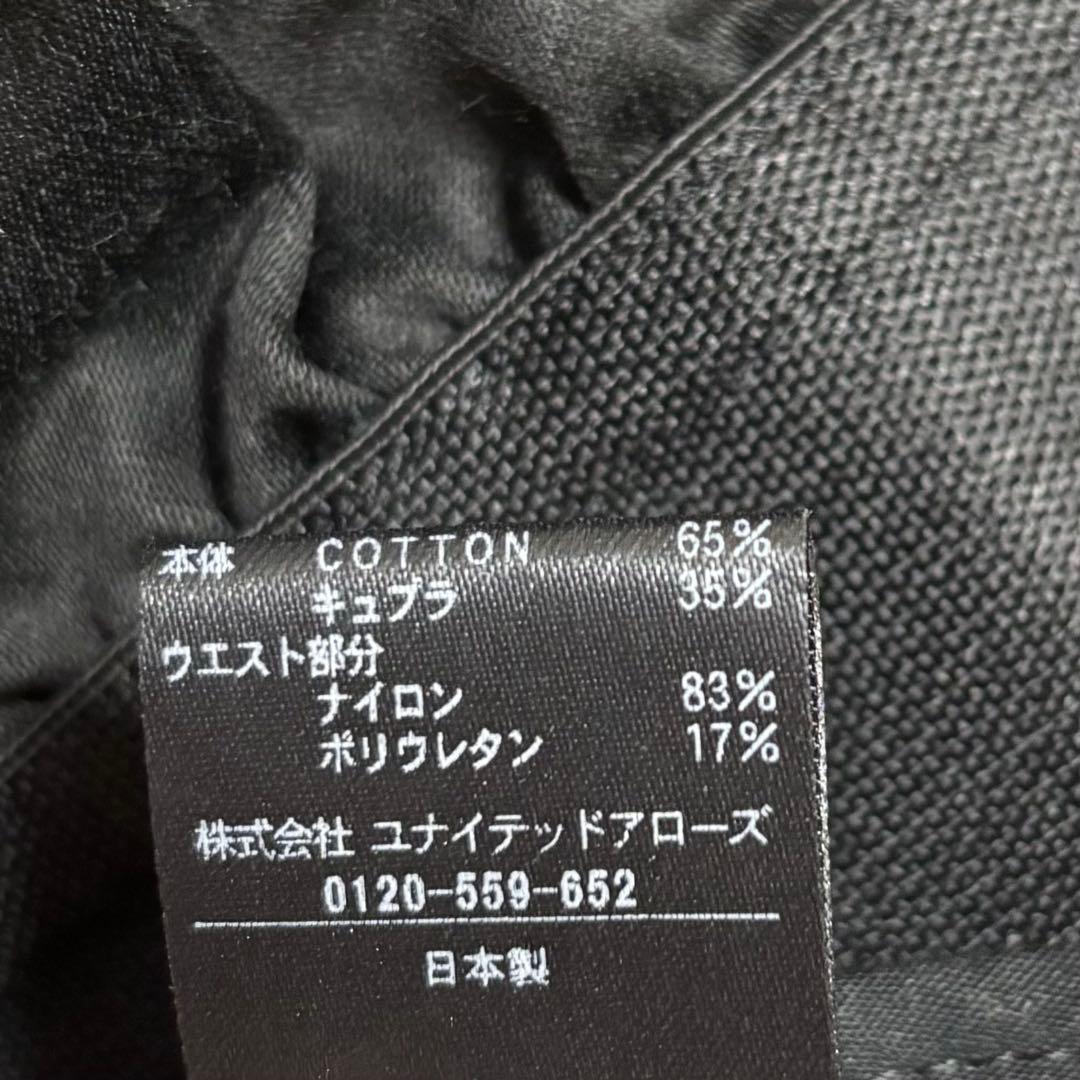 本体 COTTON 65%
キュプラ 35%
ウエスト部分
ナイロン 83%
ポリウレタン 17%
株式会社 ユナイテッドアローズ
0120-559-652
日本製